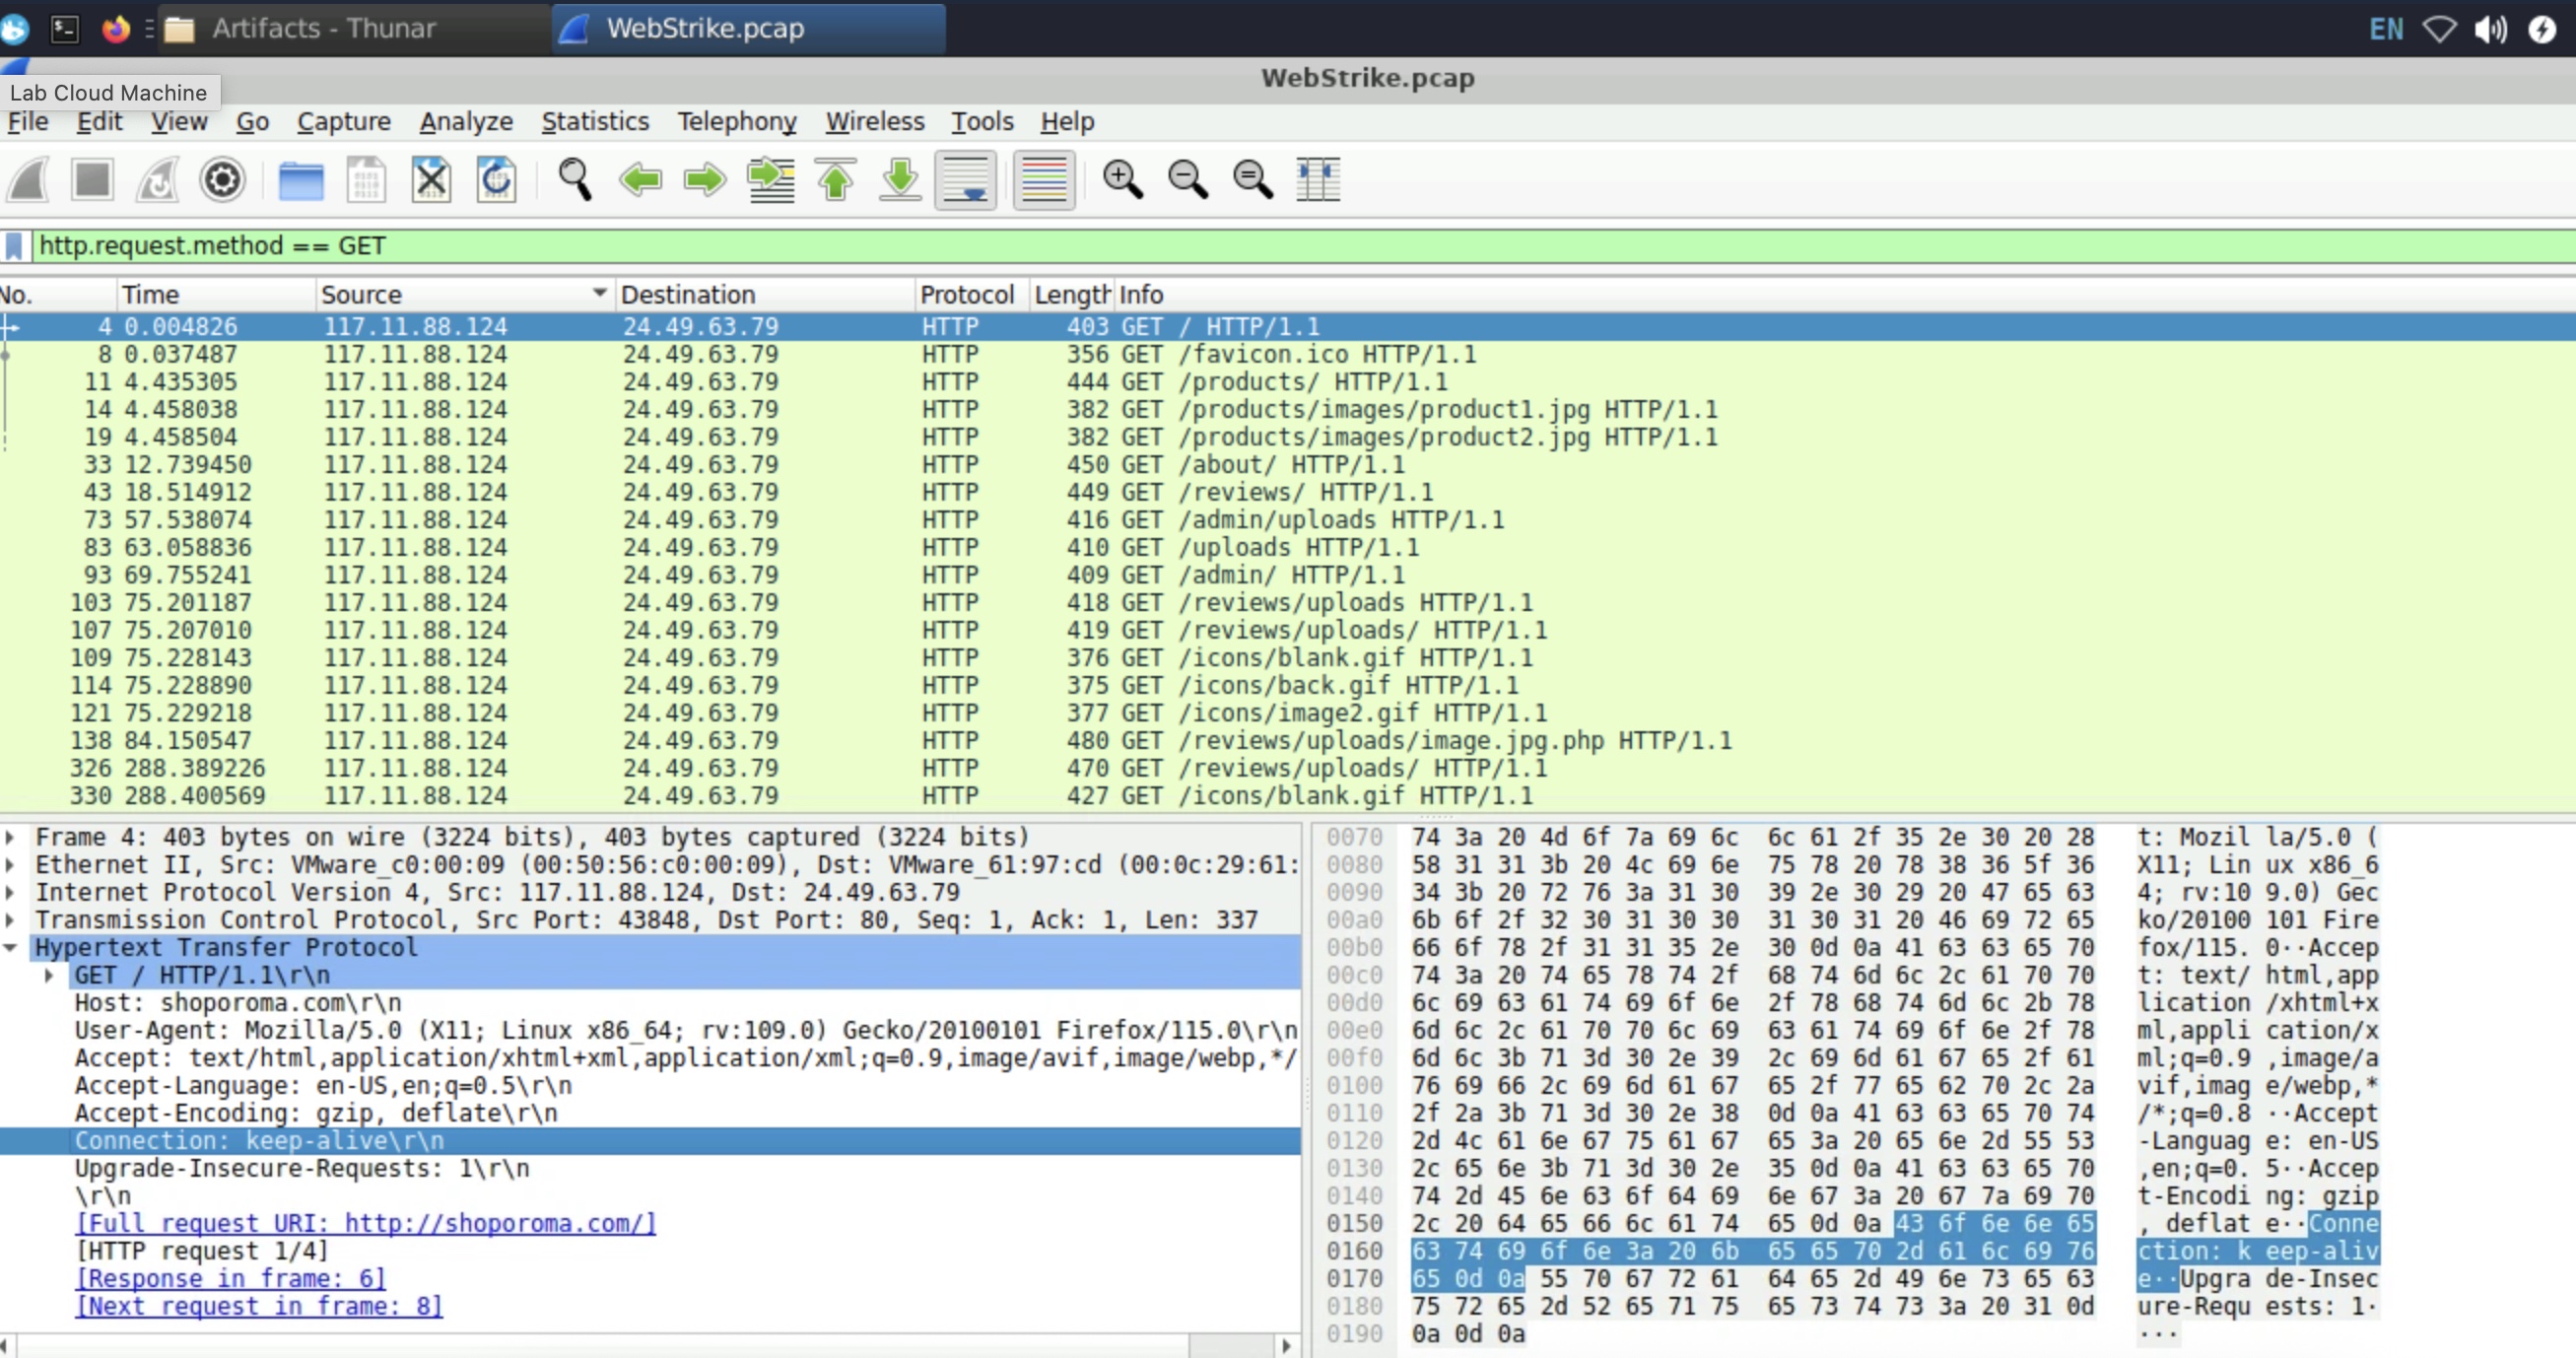 Artifacts - Thunar WebStrike.pcap EN
WebStrike.pcap
Lab Cloud Machine
File Edit View Go Capture Analyze Statistics Telephony Wireless Tools Help
http.request.method == GET
No. Time Source Destination Protocol Length Info
4 0.004826 117.11.88.124 24.49.63.79 HTTP 403 GET / HTTP/1.1
8 0.037487 117.11.88.124 24.49.63.79 HTTP 356 GET /favicon.ico HTTP/1.1
11 4.435305 117.11.88.124 24.49.63.79 HTTP 444 GET /products/ HTTP/1.1
14 4.458038 117.11.88.124 24.49.63.79 HTTP 382 GET /products/images/product1.jpg HTTP/1.1
19 4.458504 117.11.88.124 24.49.63.79 HTTP 382 GET /products/images/product2.jpg HTTP/1.1
33 12.739450 117.11.88.124 24.49.63.79 HTTP 450 GET /about/ HTTP/1.1
43 18.514912 117.11.88.124 24.49.63.79 HTTP 449 GET /reviews/ HTTP/1.1
73 57.538074 117.11.88.124 24.49.63.79 HTTP 416 GET /admin/uploads HTTP/1.1
83 63.058836 117.11.88.124 24.49.63.79 HTTP 410 GET /uploads HTTP/1.1
93 69.755241 117.11.88.124 24.49.63.79 HTTP 409 GET /admin/ HTTP/1.1
103 75.201187 117.11.88.124 24.49.63.79 HTTP 418 GET /reviews/uploads HTTP/1.1
107 75.207010 117.11.88.124 24.49.63.79 HTTP 419 GET /reviews/uploads/ HTTP/1.1
109 75.228143 117.11.88.124 24.49.63.79 HTTP 376 GET /icons/blank.gif HTTP/1.1
114 75.228890 117.11.88.124 24.49.63.79 HTTP 375 GET /icons/back.gif HTTP/1.1
121 75.229218 117.11.88.124 24.49.63.79 HTTP 377 GET /icons/image2.gif HTTP/1.1
138 84.150547 117.11.88.124 24.49.63.79 HTTP 480 GET /reviews/uploads/image.jpg.php HTTP/1.1
326 288.389226 117.11.88.124 24.49.63.79 HTTP 470 GET /reviews/uploads/ HTTP/1.1
330 288.400569 117.11.88.124 24.49.63.79 HTTP 427 GET /icons/blank.gif HTTP/1.1
Frame 4: 403 bytes on wire (3224 bits), 403 bytes captured (3224 bits)
Ethernet II, Src: VMware_c0:00:09 (00:50:56:c0:00:09), Dst: VMware_61:97:cd (00:0c:29:61:
Internet Protocol Version 4, Src: 117.11.88.124, Dst: 24.49.63.79
Transmission Control Protocol, Src Port: 43848, Dst Port: 80, Seq: 1, Ack: 1, Len: 337
Hypertext Transfer Protocol
GET / HTTP/1.1\r\n
Host: shoporoma.com\r\n
User-Agent: Mozilla/5.0 (X11; Linux x86_64; rv:109.0) Gecko/20100101 Firefox/115.0\r\n
Accept: text/html,application/xhtml+xml,application/xml;q=0.9,image/avif,image/webp,*/
Accept-Language: en-US,en;q=0.5\r\n
Accept-Encoding: gzip, deflate\r\n
Connection: keep-alive\r\n
Upgrade-Insecure-Requests: 1\r\n
\r\n
[Full request URI: http://shoporoma.com/]
[HTTP request 1/4]
[Response in frame: 6]
[Next request in frame: 8]
0070 74 3a 20 4d 6f 7a 69 6c 6c 61 2f 35 2e 30 20 28 t: Mozil la/5.0 (
0080 58 31 31 3b 20 4c 69 6e 75 78 20 78 38 36 5f 36 X11; Lin ux x86_6
0090 34 3b 20 72 76 3a 31 30 39 2e 30 29 20 47 65 63 4; rv:10 9.0) Gec
00a0 6b 6f 2f 32 30 31 30 30 31 30 31 20 46 69 72 65 ko/20100 101 Fire
00b0 66 6f 78 2f 31 31 35 2e 30 0d 0a 41 63 63 65 70 fox/115. 0··Accep
00c0 74 3a 20 74 65 78 74 2f 68 74 6d 6c 2c 61 70 70 t: text/ html,app
00d0 6c 69 63 61 74 69 6f 6e 2f 78 68 74 6d 6c 2b 78 lication /xhtml+x
00e0 6d 6c 2c 61 70 70 6c 69 63 61 74 69 6f 6e 2f 78 ml,appli cation/x
00f0 6d 6c 3b 71 3d 30 2e 39 2c 69 6d 61 67 65 2f 61 ml;q=0.9 ,image/a
0100 76 69 66 2c 69 6d 61 67 65 2f 77 65 62 70 2c 2a vif,imag e/webp,*
0110 2f 2a 3b 71 3d 30 2e 38 0d 0a 41 63 63 65 70 74 /*;q=0.8 ··Accept
0120 2d 4c 61 6e 67 75 61 67 65 3a 20 65 6e 2d 55 53 -Languag e: en-US
0130 2c 65 6e 3b 71 3d 30 2e 35 0d 0a 41 63 63 65 70 ,en;q=0. 5··Accep
0140 74 2d 45 6e 63 6f 64 69 6e 67 3a 20 67 7a 69 70 t-Encodi ng: gzip
0150 2c 20 64 65 66 6c 61 74 65 0d 0a 43 6f 6e 6e 65 , deflat e··Conne
0160 63 74 69 6f 6e 3a 20 6b 65 65 70 2d 61 6c 69 76 ction: k eep-aliv
0170 65 0d 0a 55 70 67 72 61 64 65 2d 49 6e 73 65 63 e··Upgra de-Insec
0180 75 72 65 2d 52 65 71 75 65 73 74 73 3a 20 31 0d ure-Requ ests: 1·
0190 0a 0d 0a ···